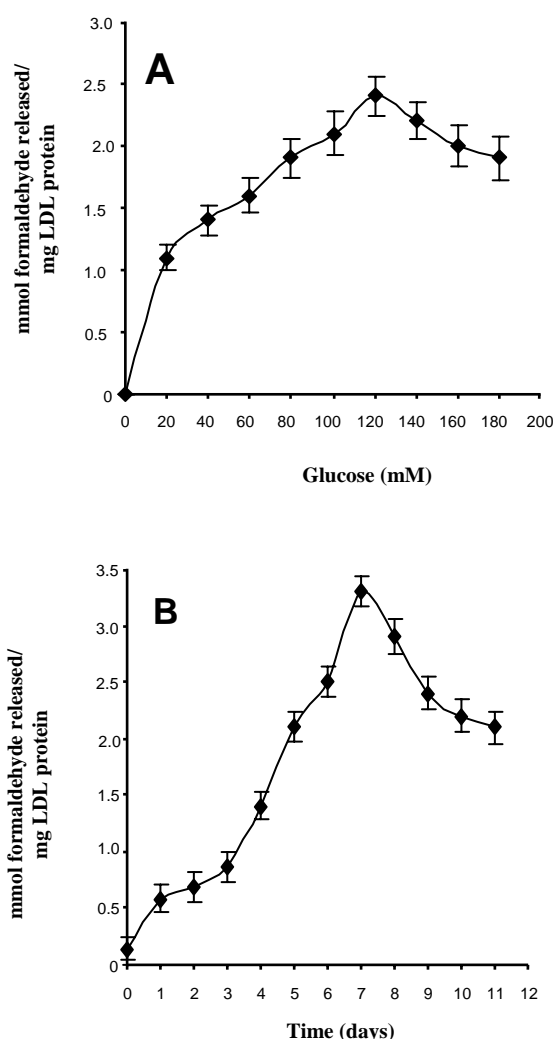 A
mmol formaldehyde released/
mg LDL protein
3.0
2.5
2.0
1.5
1.0
0.5
0
0 20 40 60 80 100 120 140 160 180 200
Glucose (mM)
B
mmol formaldehyde released/
mg LDL protein
3.5
3.0
2.5
2.0
1.5
1.0
0.5
0
0 1 2 3 4 5 6 7 8 9 10 11 12
Time (days)